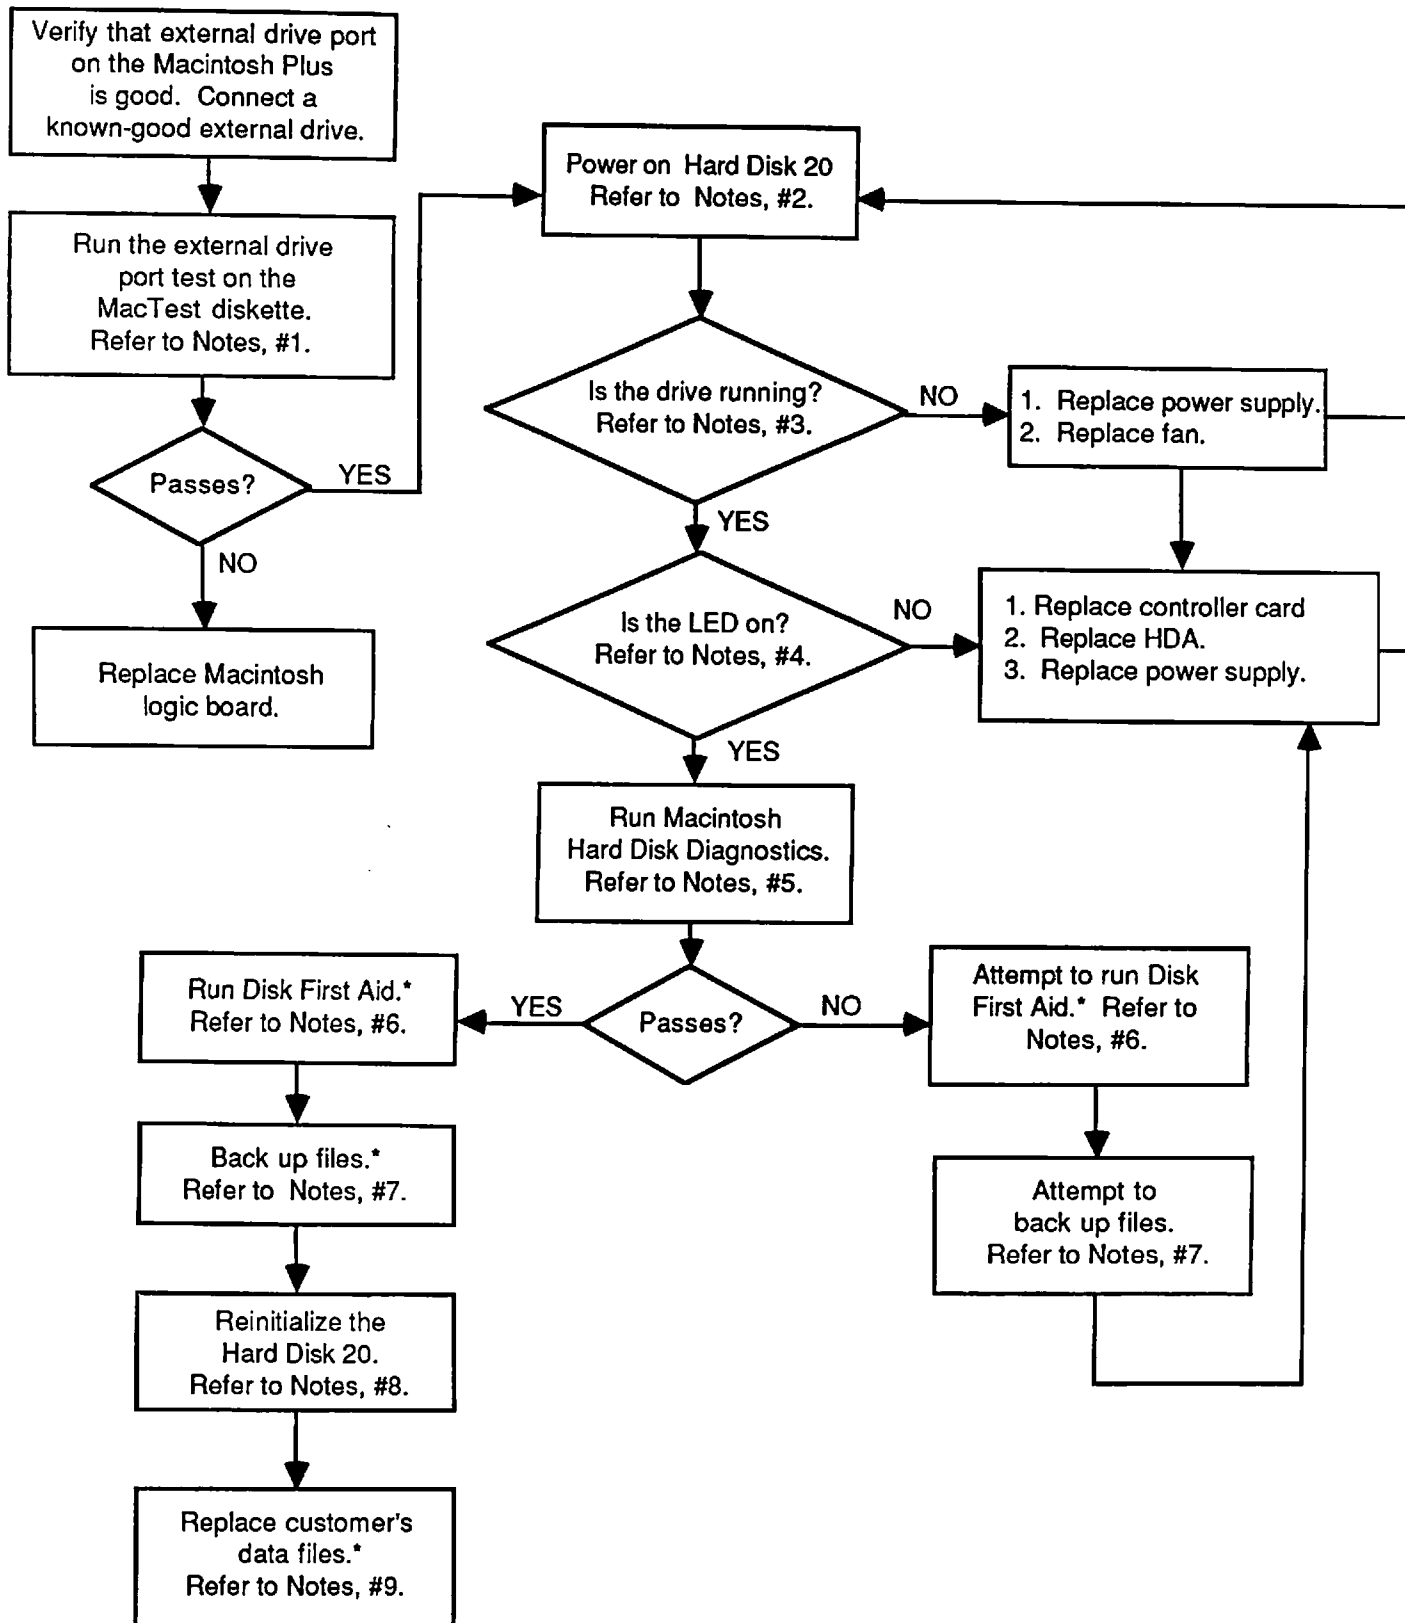 Verify that external drive port
on the Macintosh Plus
is good. Connect a
known-good external drive.
Run the external drive
port test on the
MacTest diskette.
Refer to Notes, #1.
Passes?
YES
NO
Replace Macintosh
logic board.
Power on Hard Disk 20
Refer to Notes, #2.
Is the drive running?
Refer to Notes, #3.
NO
1. Replace power supply.
2. Replace fan.
YES
Is the LED on?
Refer to Notes, #4.
NO
1. Replace controller card
2. Replace HDA.
3. Replace power supply.
YES
Run Macintosh
Hard Disk Diagnostics.
Refer to Notes, #5.
Passes?
YES
NO
Run Disk First Aid.*
Refer to Notes, #6.
Back up files.*
Refer to Notes, #7.
Reinitialize the
Hard Disk 20.
Refer to Notes, #8.
Replace customer's
data files.*
Refer to Notes, #9.
Attempt to run Disk
First Aid.* Refer to
Notes, #6.
Attempt to
back up files.
Refer to Notes, #7.